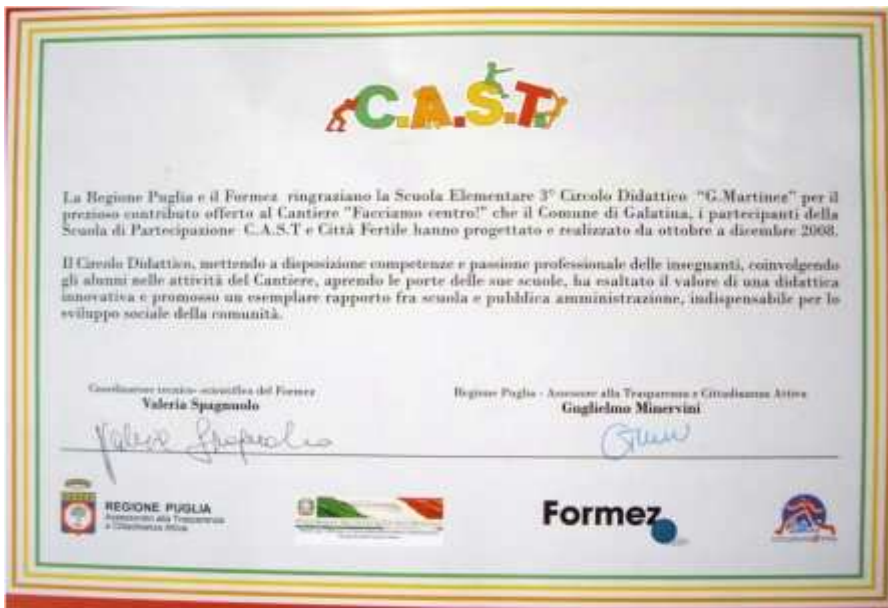 C.A.S.T.
La Regione Puglia e il Formez ringraziano la Scuola Elementare 3° Circolo Didattico "G.Martinez" per il
prezioso contributo offerto al Cantiere "Facciamo centro!" che il Comune di Galatina, i partecipanti della
Scuola di Partecipazione C.A.S.T e Città Fertile hanno progettato e realizzato da ottobre a dicembre 2008.
Il Circolo Didattico, mettendo a disposizione competenze e passione professionale delle insegnanti, coinvolgendo
gli alunni nelle attività del Cantiere, aprendo le porte delle sue scuole, ha esaltato il valore di una didattica
innovativa e promosso un esemplare rapporto fra scuola e pubblica amministrazione, indispensabile per lo
sviluppo sociale della comunità.
Coordinatore tecnico-scientifica del Formez
Valeria Spagnuolo
Regione Puglia - Assessore alla Trasparenza e Cittadinanza Attiva
Guglielmo Minervini
Valeria Spagnuolo
REGIONE PUGLIA
Assessorato alla Trasparenza
e Cittadinanza Attiva
Formez